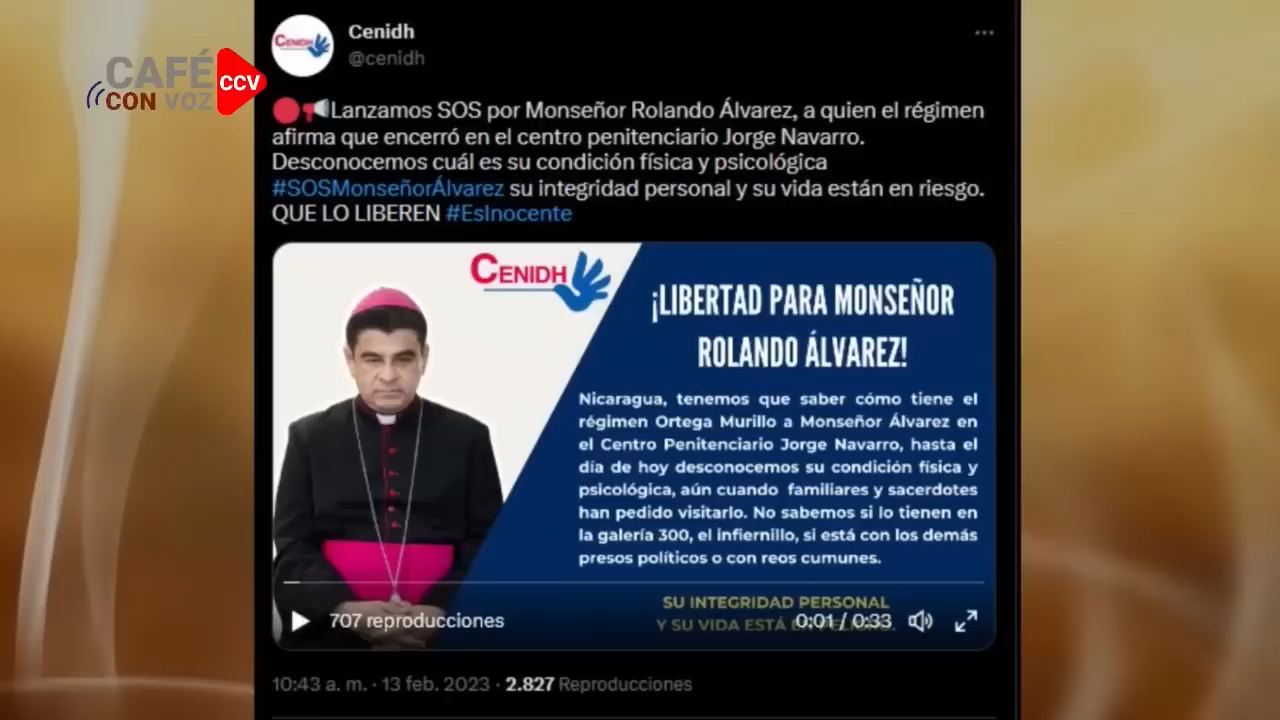 CAFÉ
CON VOZ
CCV
CENIDH
Cenidh
@cenidh
Lanzamos SOS por Monseñor Rolando Álvarez, a quien el régimen
afirma que encerró en el centro penitenciario Jorge Navarro.
Desconocemos cuál es su condición física y psicológica
#SOSMonseñorÁlvarez su integridad personal y su vida están en riesgo.
QUE LO LIBEREN #EsInocente
CENIDH
¡LIBERTAD PARA MONSEÑOR
ROLANDO ÁLVAREZ!
Nicaragua, tenemos que saber cómo tiene el
régimen Ortega Murillo a Monseñor Álvarez en
el Centro Penitenciario Jorge Navarro, hasta el
día de hoy desconocemos su condición física y
psicológica, aún cuando familiares y sacerdotes
han pedido visitarlo. No sabemos si lo tienen en
la galería 300, el infiernillo, si está con los demás
presos políticos o con reos cumunes.
SU INTEGRIDAD PERSONAL
Y SU VIDA ESTÁ EN
707 reproducciones
0:01 / 0:33
10:43 a. m. · 13 feb. 2023 · 2.827 Reproducciones